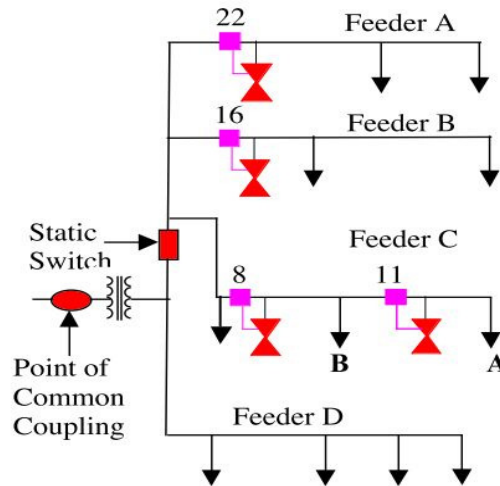 22
Feeder A
16
Feeder B
Static
Switch
Feeder C
8
11
B
A
Point of
Common
Coupling
Feeder D